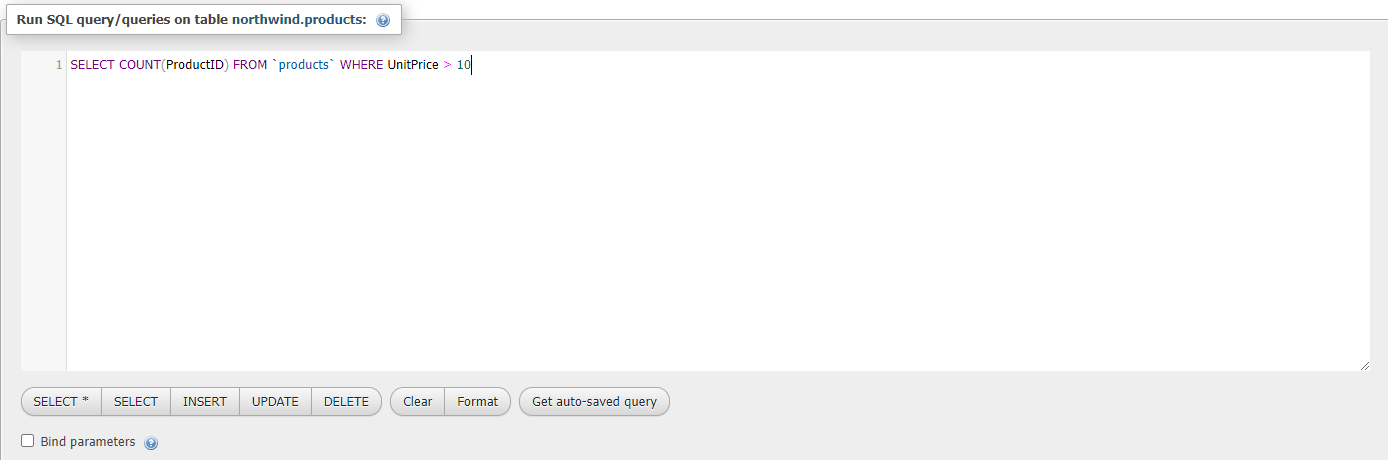 Run SQL query/queries on table northwind.products:
1 SELECT COUNT(ProductID) FROM `products` WHERE UnitPrice > 10
SELECT * SELECT INSERT UPDATE DELETE Clear Format Get auto-saved query
Bind parameters